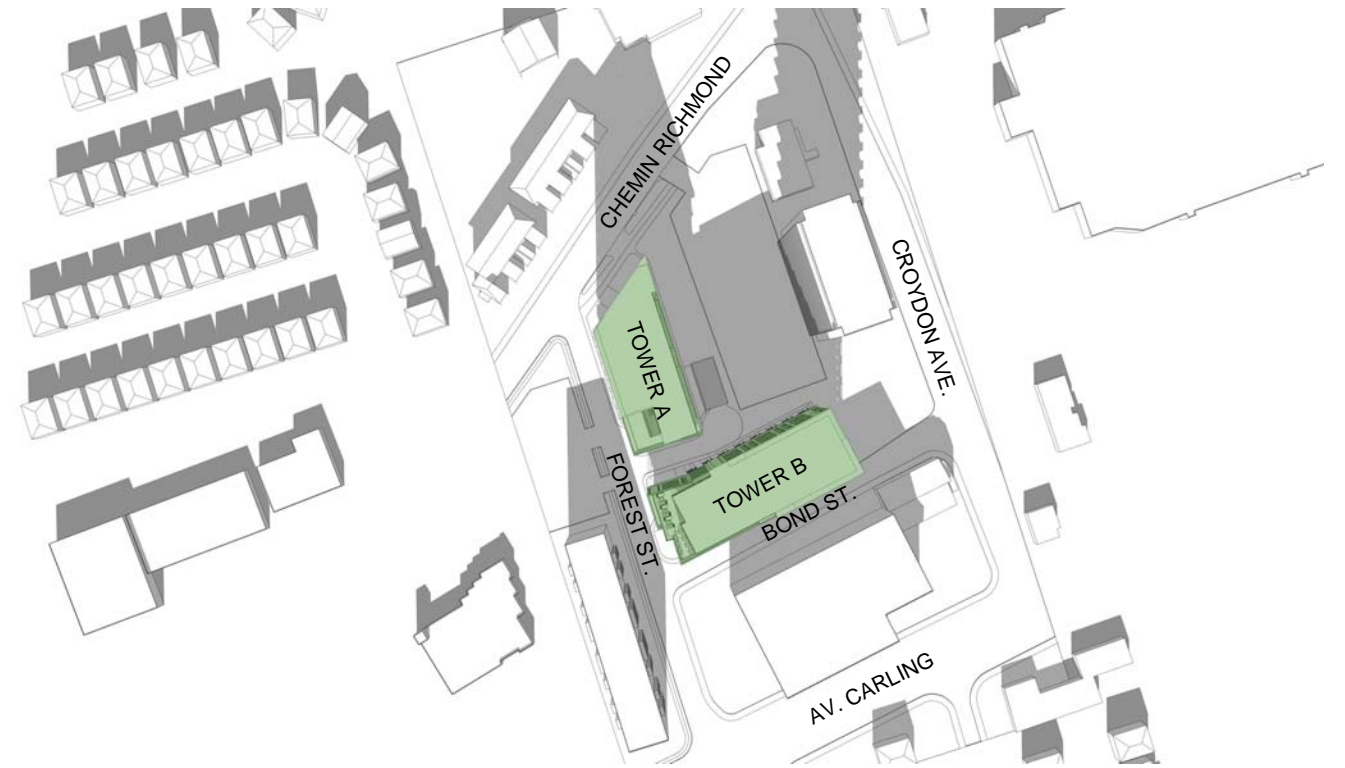 CHEMIN RICHMOND
CROYDON AVE.
TOWER A
TOWER B
FOREST ST.
BOND ST.
AV. CARLING